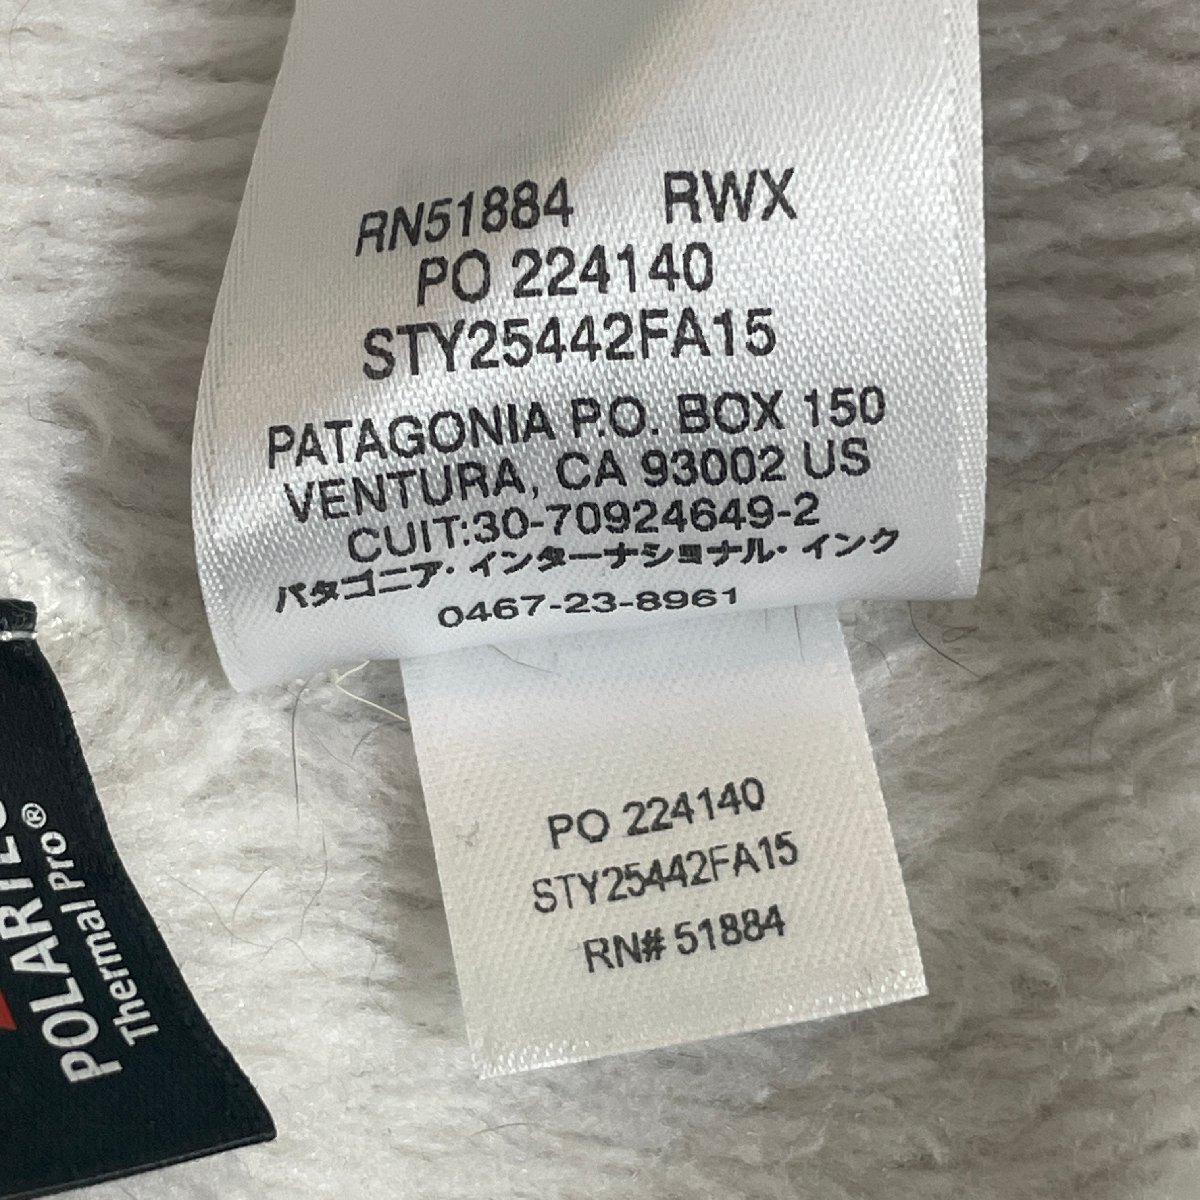 RN51884 RWX
PO 224140
STY25442FA15
PATAGONIA P.O. BOX 150
VENTURA, CA 93002 US
CUIT:30-70924649-2
パタゴニア・インターナショナル・インク
0467-23-8961
PO 224140
STY25442FA15
RN# 51884
Thermal Pro®